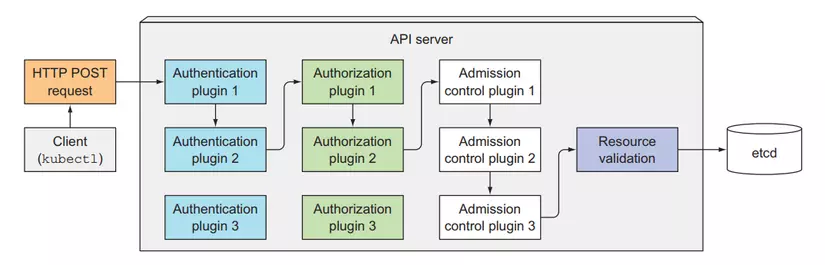 API server
HTTP POST
request
Client
(kubectl)
Authentication
plugin 1
Authentication
plugin 2
Authentication
plugin 3
Authorization
plugin 1
Authorization
plugin 2
Authorization
plugin 3
Admission
control plugin 1
Admission
control plugin 2
Admission
control plugin 3
Resource
validation
etcd